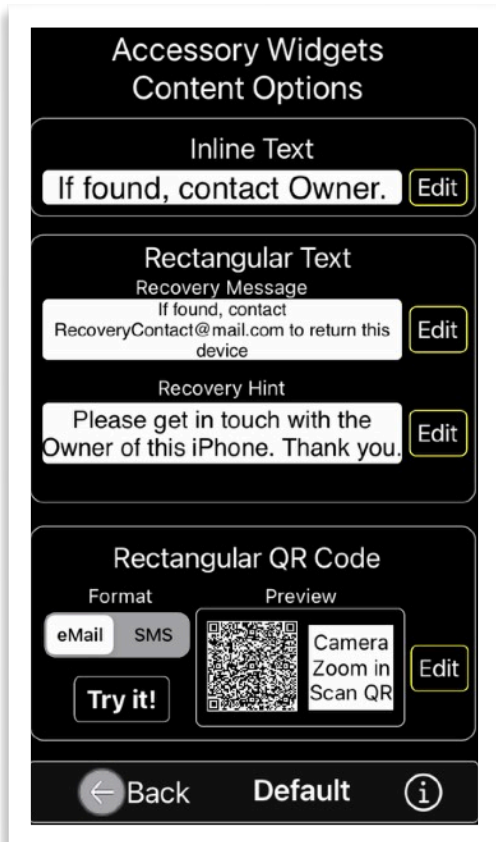 Accessory Widgets
Content Options
Inline Text
If found, contact Owner.
Edit
Rectangular Text
Recovery Message
If found, contact
RecoveryContact@mail.com to return this
device
Edit
Recovery Hint
Please get in touch with the
Owner of this iPhone. Thank you.
Edit
Rectangular QR Code
Format
Preview
eMail
SMS
Try it!
Camera
Zoom in
Scan QR
Edit
Back
Default
i